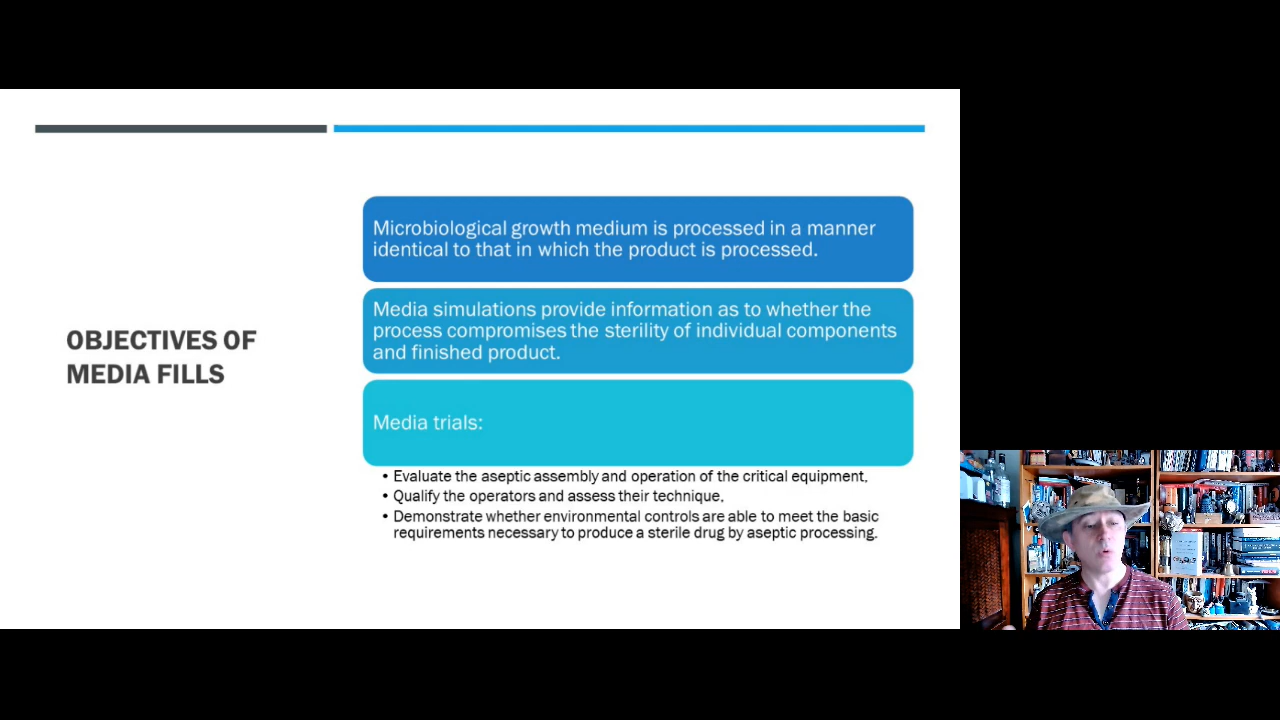 OBJECTIVES OF
MEDIA FILLS
Microbiological growth medium is processed in a manner
identical to that in which the product is processed.
Media simulations provide information as to whether the
process compromises the sterility of individual components
and finished product.
Media trials:
• Evaluate the aseptic assembly and operation of the critical equipment,
• Qualify the operators and assess their technique,
• Demonstrate whether environmental controls are able to meet the basic
requirements necessary to produce a sterile drug by aseptic processing.